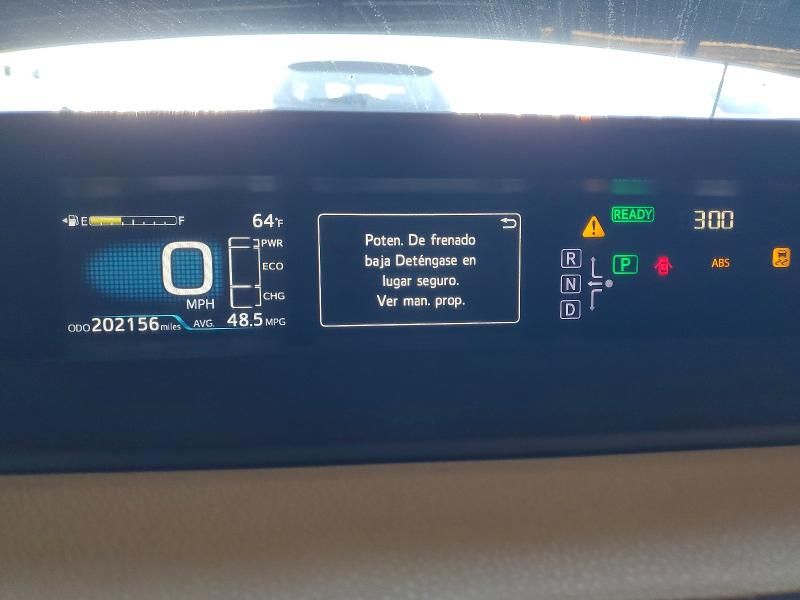 E F 64°F
PWR
ECO
0
CHG
MPH
ODO 202156 miles AVG. 48.5 MPG
Poten. De frenado
baja Deténgase en
lugar seguro.
Ver man. prop.
READY 300
R
P ABS
N
D